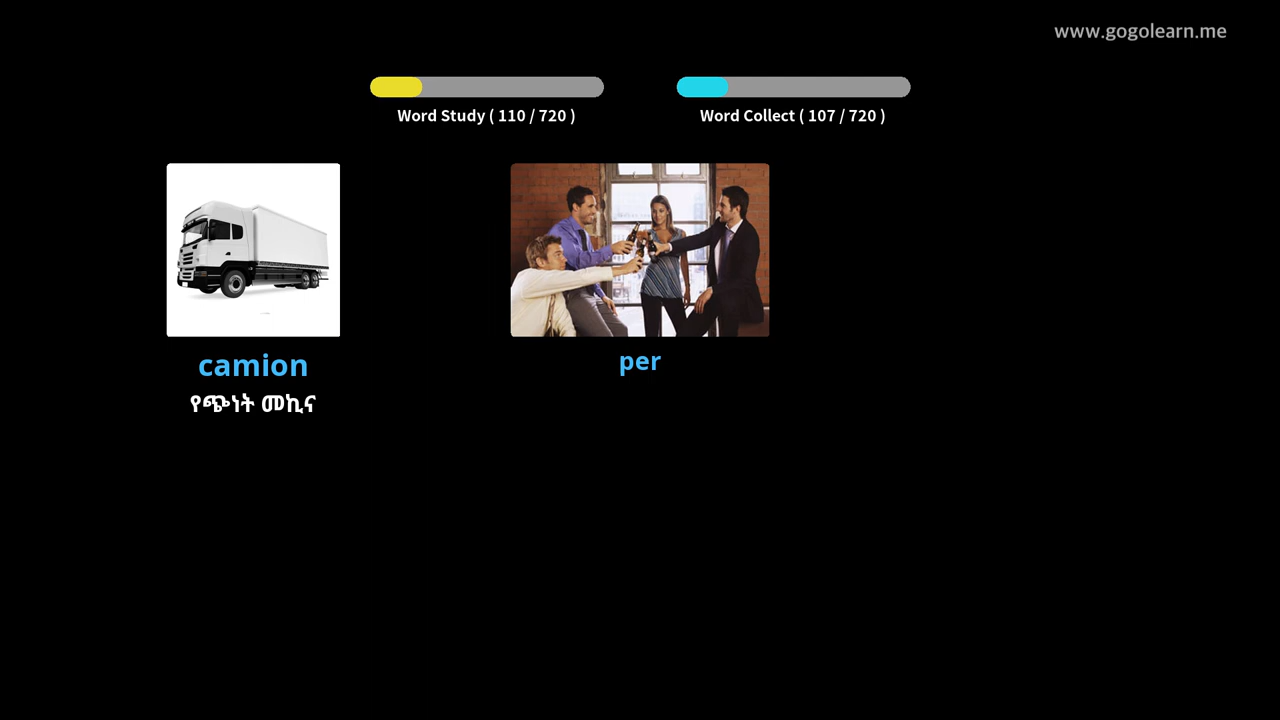 www.gogolearn.me
Word Study ( 110 / 720 )
Word Collect ( 107 / 720 )
camion
የጭነት መኪና
per